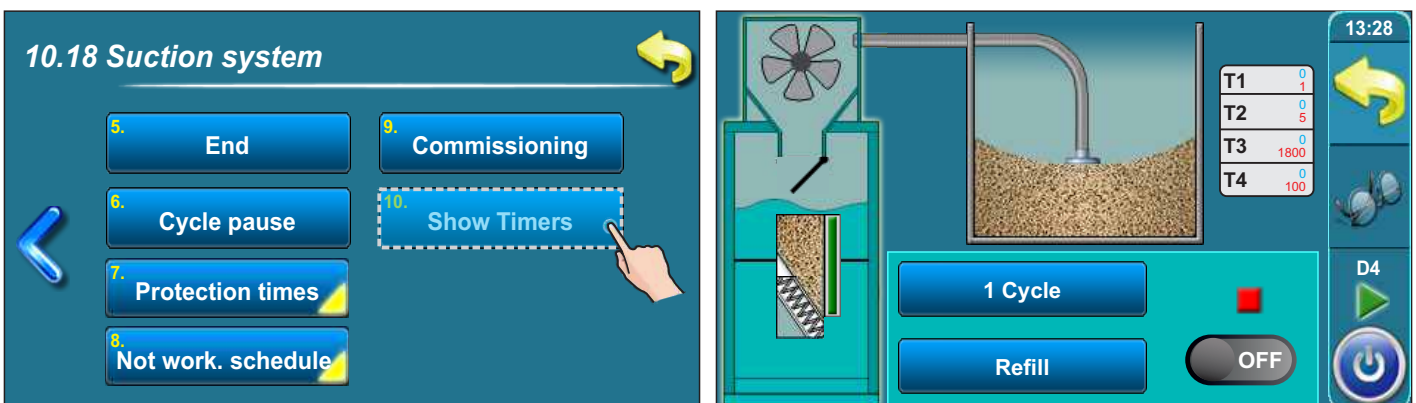 10.18 Suction system
5.
End
9.
Commissioning
6.
Cycle pause
10.
Show Timers
7.
Protection times
8.
Not work. schedule
13:28
T1 0
1
T2 0
5
T3 0
1800
T4 0
100
D4
1 Cycle
Refill
OFF